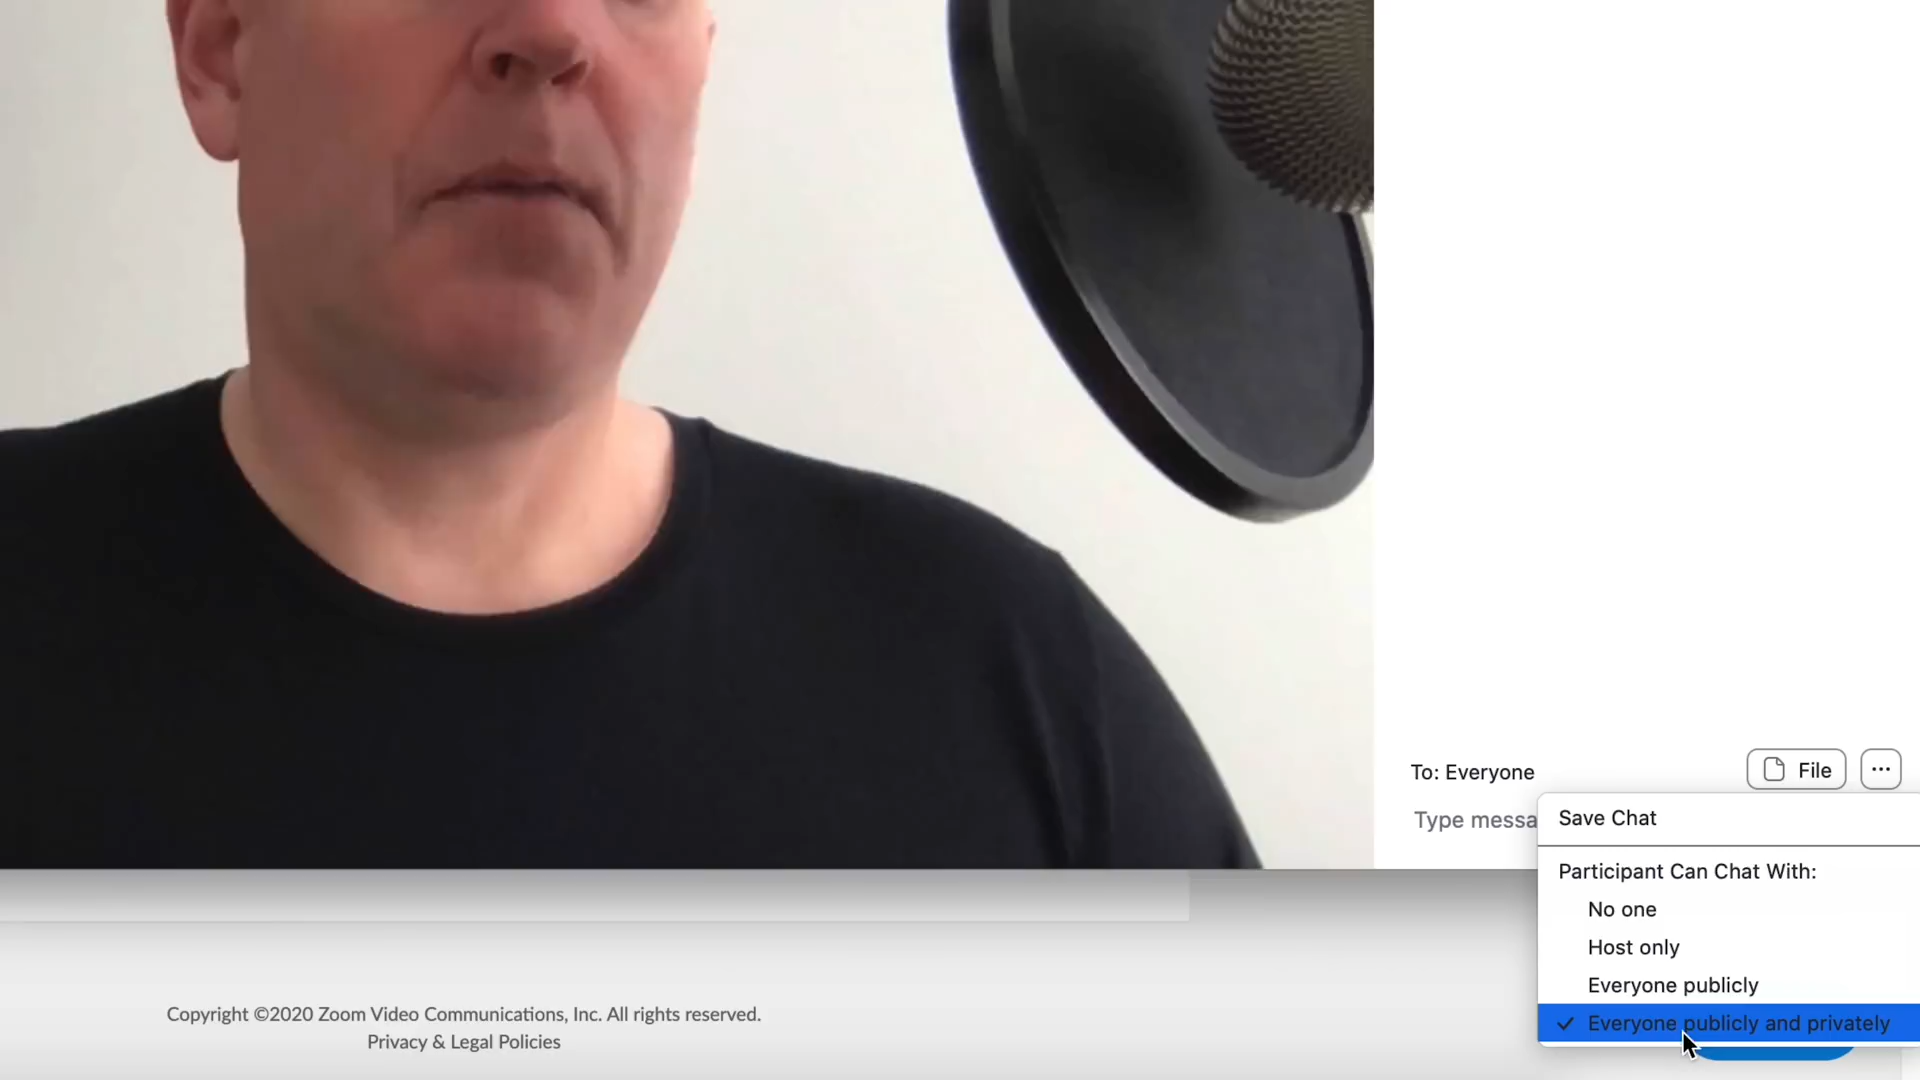 To: Everyone
File
Type messa
Save Chat
Participant Can Chat With:
No one
Host only
Everyone publicly
Everyone publicly and privately
Copyright ©2020 Zoom Video Communications, Inc. All rights reserved.
Privacy & Legal Policies